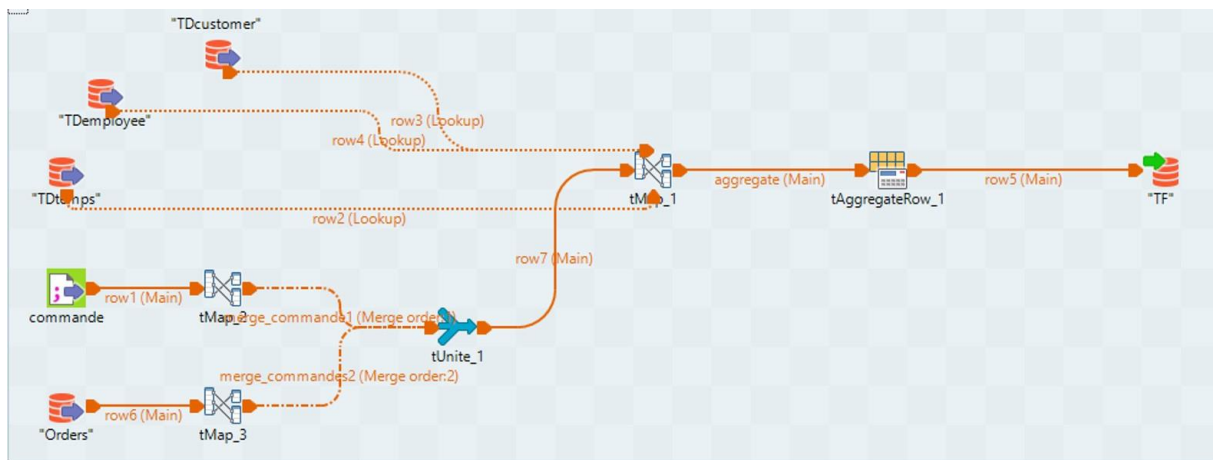 "TDcustomer"
"TDemployee"
row3 (Lookup)
row4 (Lookup)
"TDtemps"
tMap_1
aggregate (Main)
tAggregateRow_1
row5 (Main)
"TF"
row2 (Lookup)
row7 (Main)
row1 (Main)
commande
tMap_2
merge_commande1 (Merge order:1)
tUnite_1
merge_commandes2 (Merge order:2)
row6 (Main)
"Orders"
tMap_3